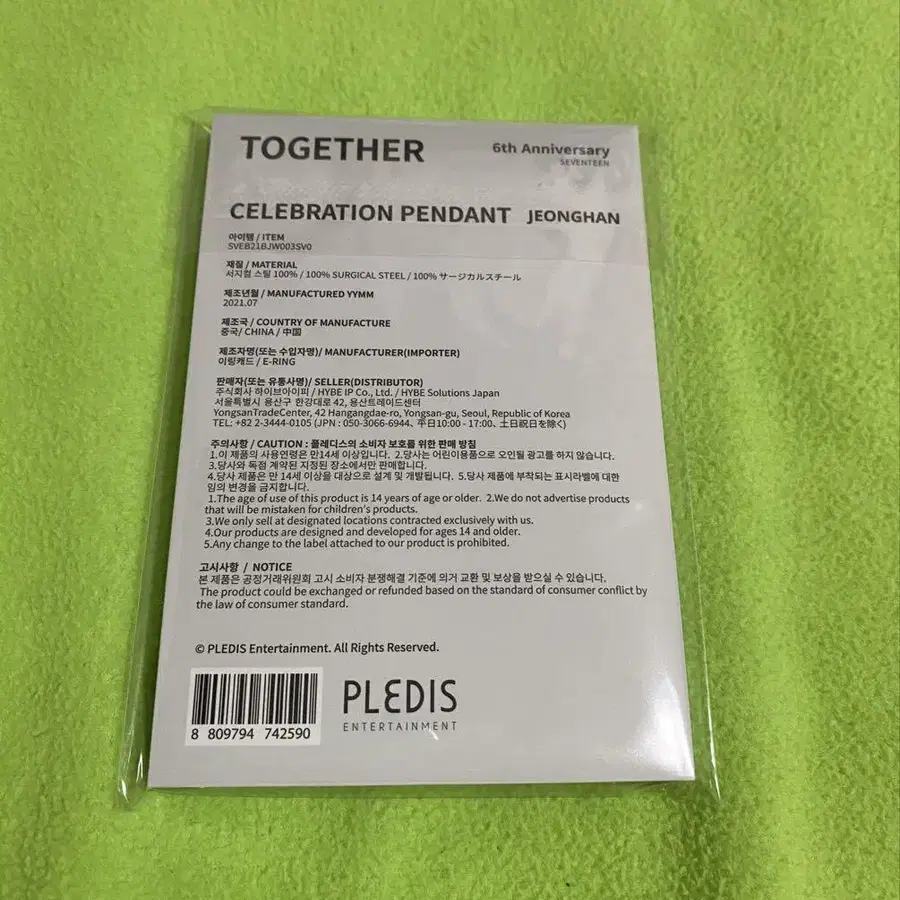 TOGETHER
6th Anniversary
SEVENTEEN
CELEBRATION PENDANT JEONGHAN
아이템 / ITEM
SVEB21BJW003SV0
재질 / MATERIAL
서지컬 스틸 100% / 100% SURGICAL STEEL / 100% サージカルスチール
제조년월 / MANUFACTURED YYMM
2021.07
제조국 / COUNTRY OF MANUFACTURE
중국/ CHINA / 中国
제조자명(또는 수입자명)/ MANUFACTURER(IMPORTER)
이링캐드 / E-RING
판매자(또는 유통사명)/ SELLER(DISTRIBUTOR)
주식회사 하이브아이피 / HYBE IP Co., Ltd. / HYBE Solutions Japan
서울특별시 용산구 한강대로 42, 용산트레이드센터
YongsanTradeCenter, 42 Hangangdae-ro, Yongsan-gu, Seoul, Republic of Korea
TEL: +82 2-3444-0105 (JPN : 050-3066-6944、平日10:00 - 17:00、土日祝日を除く)
주의사항 / CAUTION : 플레디스의 소비자 보호를 위한 판매 방침
1.이 제품의 사용연령은 만14세 이상입니다. 2.당사는 어린이용품으로 오인될 광고를 하지 않습니다.
3.당사와 독점 계약된 지정된 장소에서만 판매합니다.
4.당사 제품은 만 14세 이상을 대상으로 설계 및 개발됩니다. 5.당사 제품에 부착되는 표시라벨에 대한
임의 변경을 금지합니다.
1.The age of use of this product is 14 years of age or older. 2.We do not advertise products
that will be mistaken for children's products.
3.We only sell at designated locations contracted exclusively with us.
4.Our products are designed and developed for ages 14 and older.
5.Any change to the label attached to our product is prohibited.
고시사항 / NOTICE
본 제품은 공정거래위원회 고시 소비자 분쟁해결 기준에 의거 교환 및 보상을 받으실 수 있습니다.
The product could be exchanged or refunded based on the standard of consumer conflict by
the law of consumer standard.
© PLEDIS Entertainment. All Rights Reserved.
8 809794 742590
PLEDIS
ENTERTAINMENT